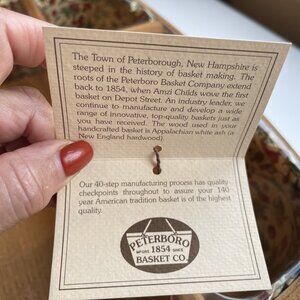 The Town of Peterborough, New Hampshire is
steeped in the history of basket making. The
roots of the Peterboro Basket Company extend
back to 1854, when Amzi Childs wove the first
basket on Depot Street. An industry leader, we
continue to manufacture and develop a wide
range of innovative, top-quality baskets just as
you have received. The wood used in your
handcrafted basket is Appalachian white ash (a
New England hardwood)
Our 40-step manufacturing process has quality
checkpoints throughout to assure your 140
year American tradition basket is of the highest
quality.
PETERBORO
1854
BASKET CO.